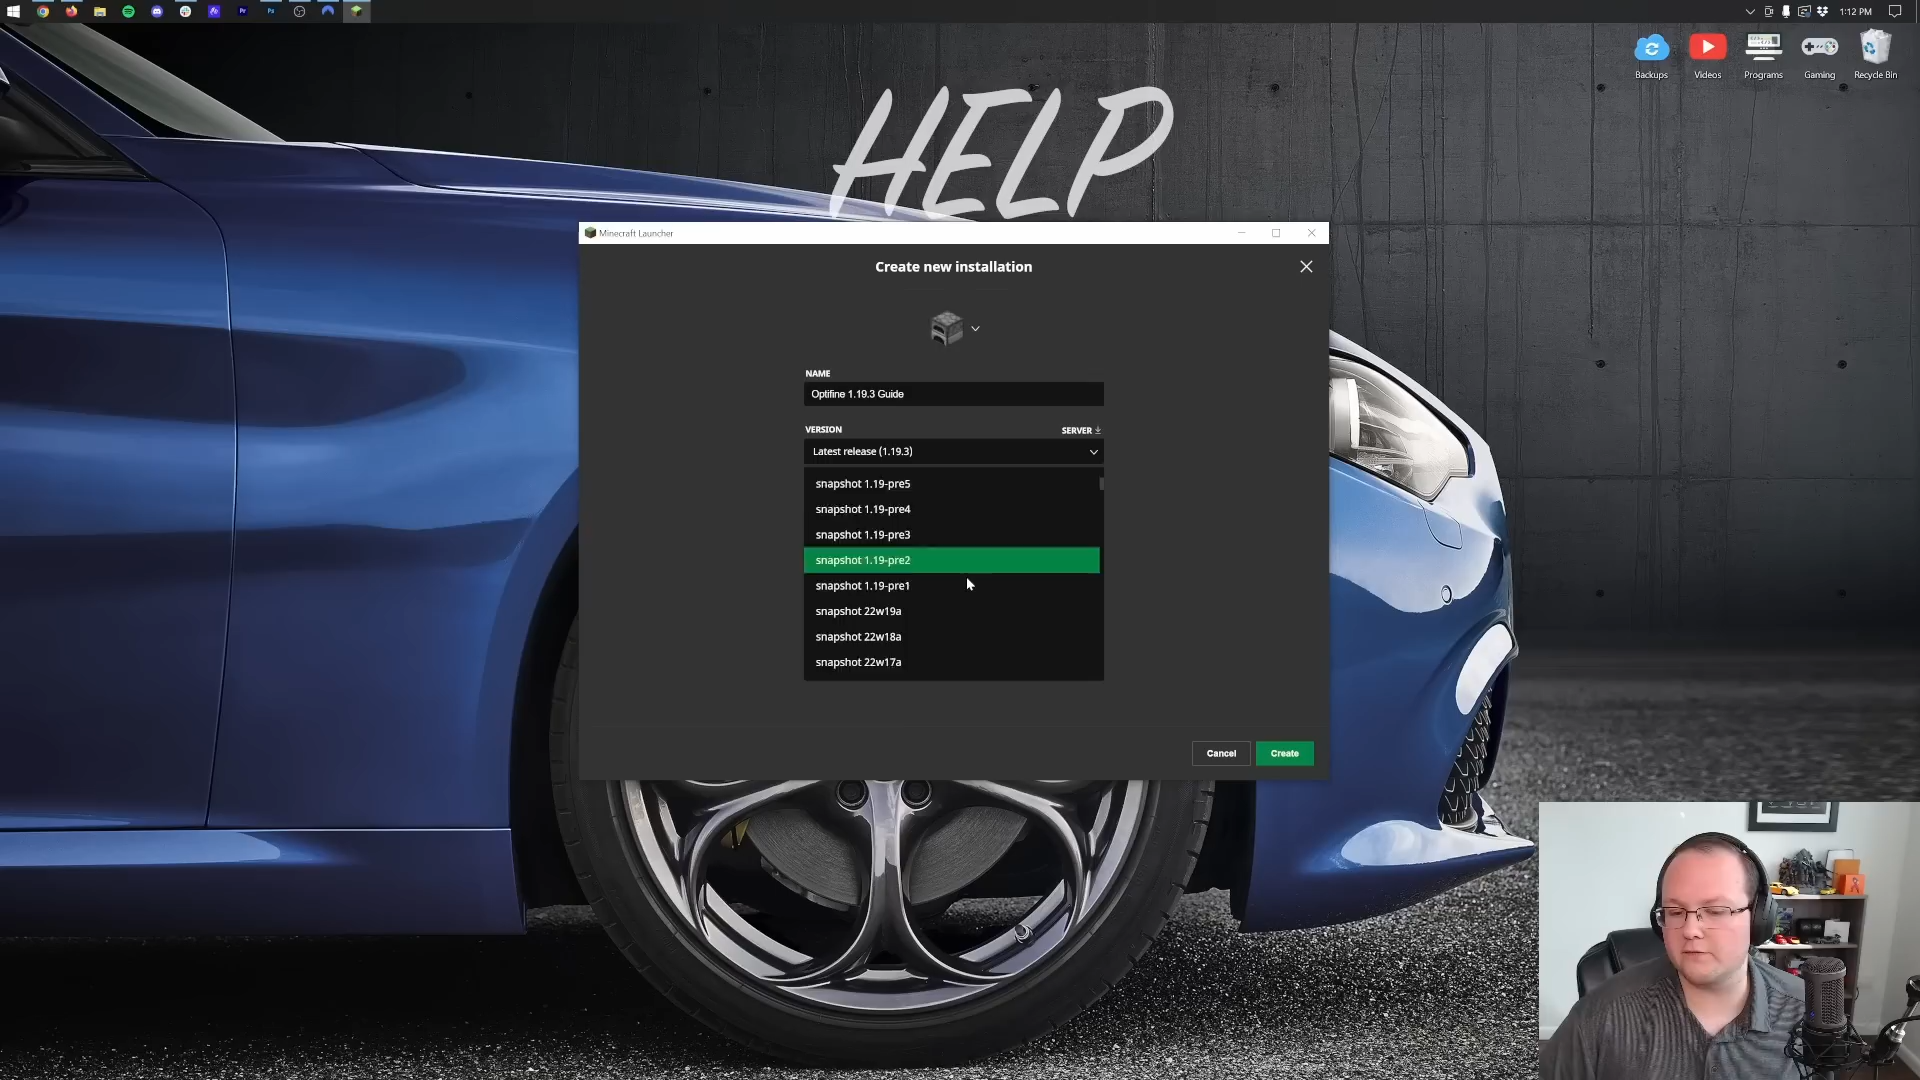 1:12 PM
Backups
Videos
Programs
Gaming
Recycle Bin
HELP
Minecraft Launcher
Create new installation
NAME
Optifine 1.19.3 Guide
VERSION
SERVER
Latest release (1.19.3)
snapshot 1.19-pre5
snapshot 1.19-pre4
snapshot 1.19-pre3
snapshot 1.19-pre2
snapshot 1.19-pre1
snapshot 22w19a
snapshot 22w18a
snapshot 22w17a
Cancel
Create